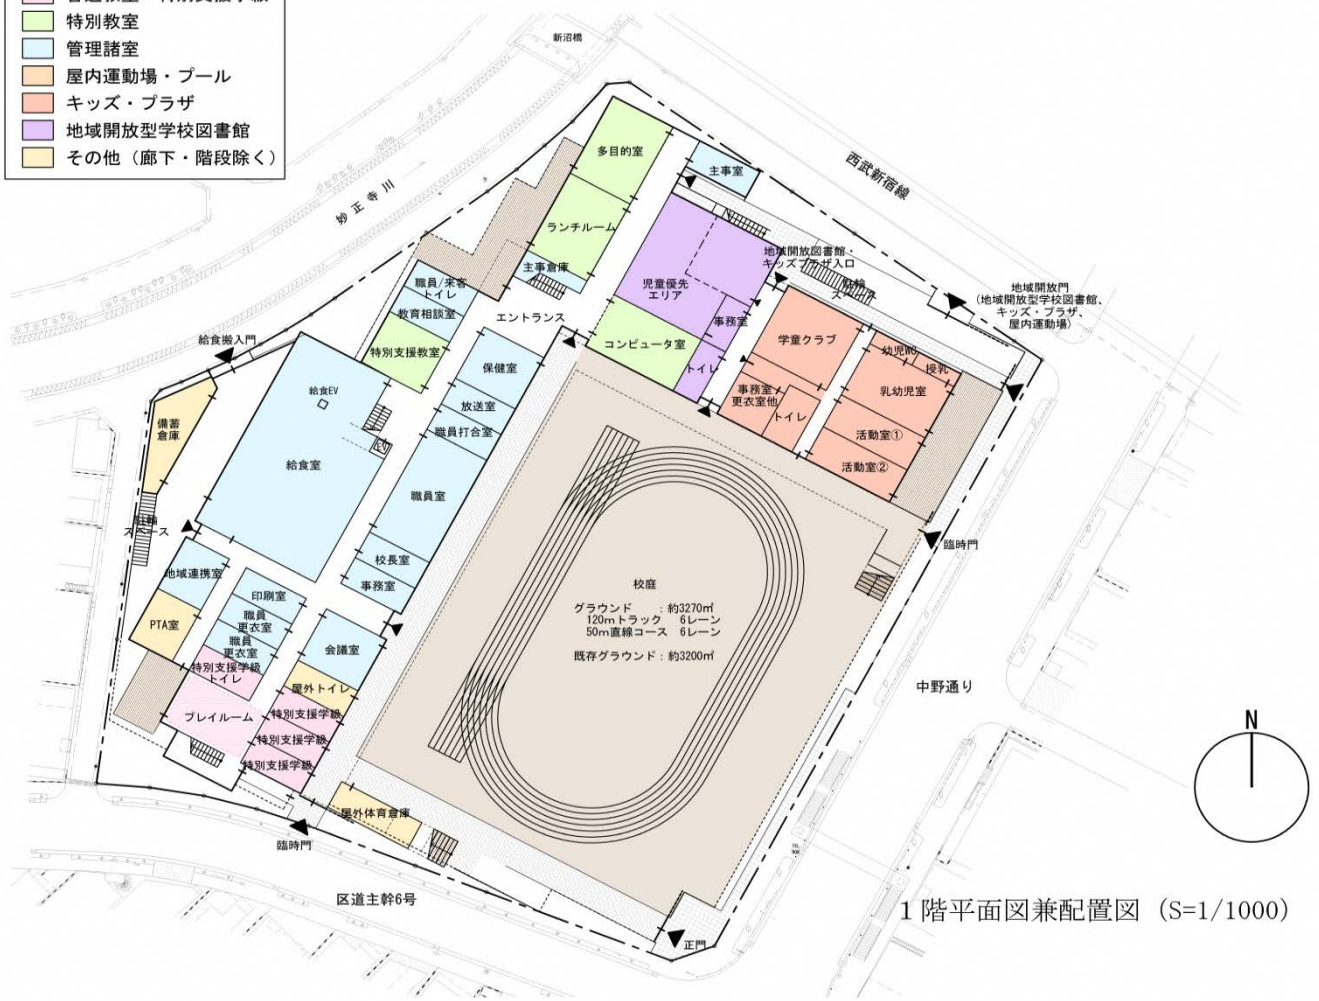 特別教室
管理諸室
屋内運動場・プール
キッズ・プラザ
地域開放型学校図書館
その他（廊下・階段除く）
新沼橋
妙正寺川
西武新宿線
多目的室
主事室
ランチルーム
主事倉庫
地域開放図書館・
キッズプラザ入口
駐輪
スペース
地域開放門
（地域開放型学校図書館、
キッズ・プラザ、
屋内運動場）
職員/来客
トイレ
教育相談室
特別支援教室
エントランス
児童優先
エリア
事務室
コンピュータ室
トイレ
学童クラブ
事務室/
更衣室他
トイレ
幼児WC
授乳
乳幼児室
活動室①
活動室②
給食搬入門
給食EV
給食室
備蓄
倉庫
保健室
放送室
職員打合室
職員室
校長室
事務室
駐輪
スペース
地域連携室
PTA室
印刷室
職員
更衣室
職員
更衣室
特別支援学級
トイレ
プレイルーム
会議室
屋外トイレ
特別支援学級
特別支援学級
特別支援学級
臨時門
校庭
グラウンド　　：約3270㎡
120mトラック　6レーン
50m直線コース　6レーン
既存グラウンド：約3200㎡
中野通り
N
屋外体育倉庫
臨時門
区道主幹6号
正門
1階平面図兼配置図（S=1/1000）